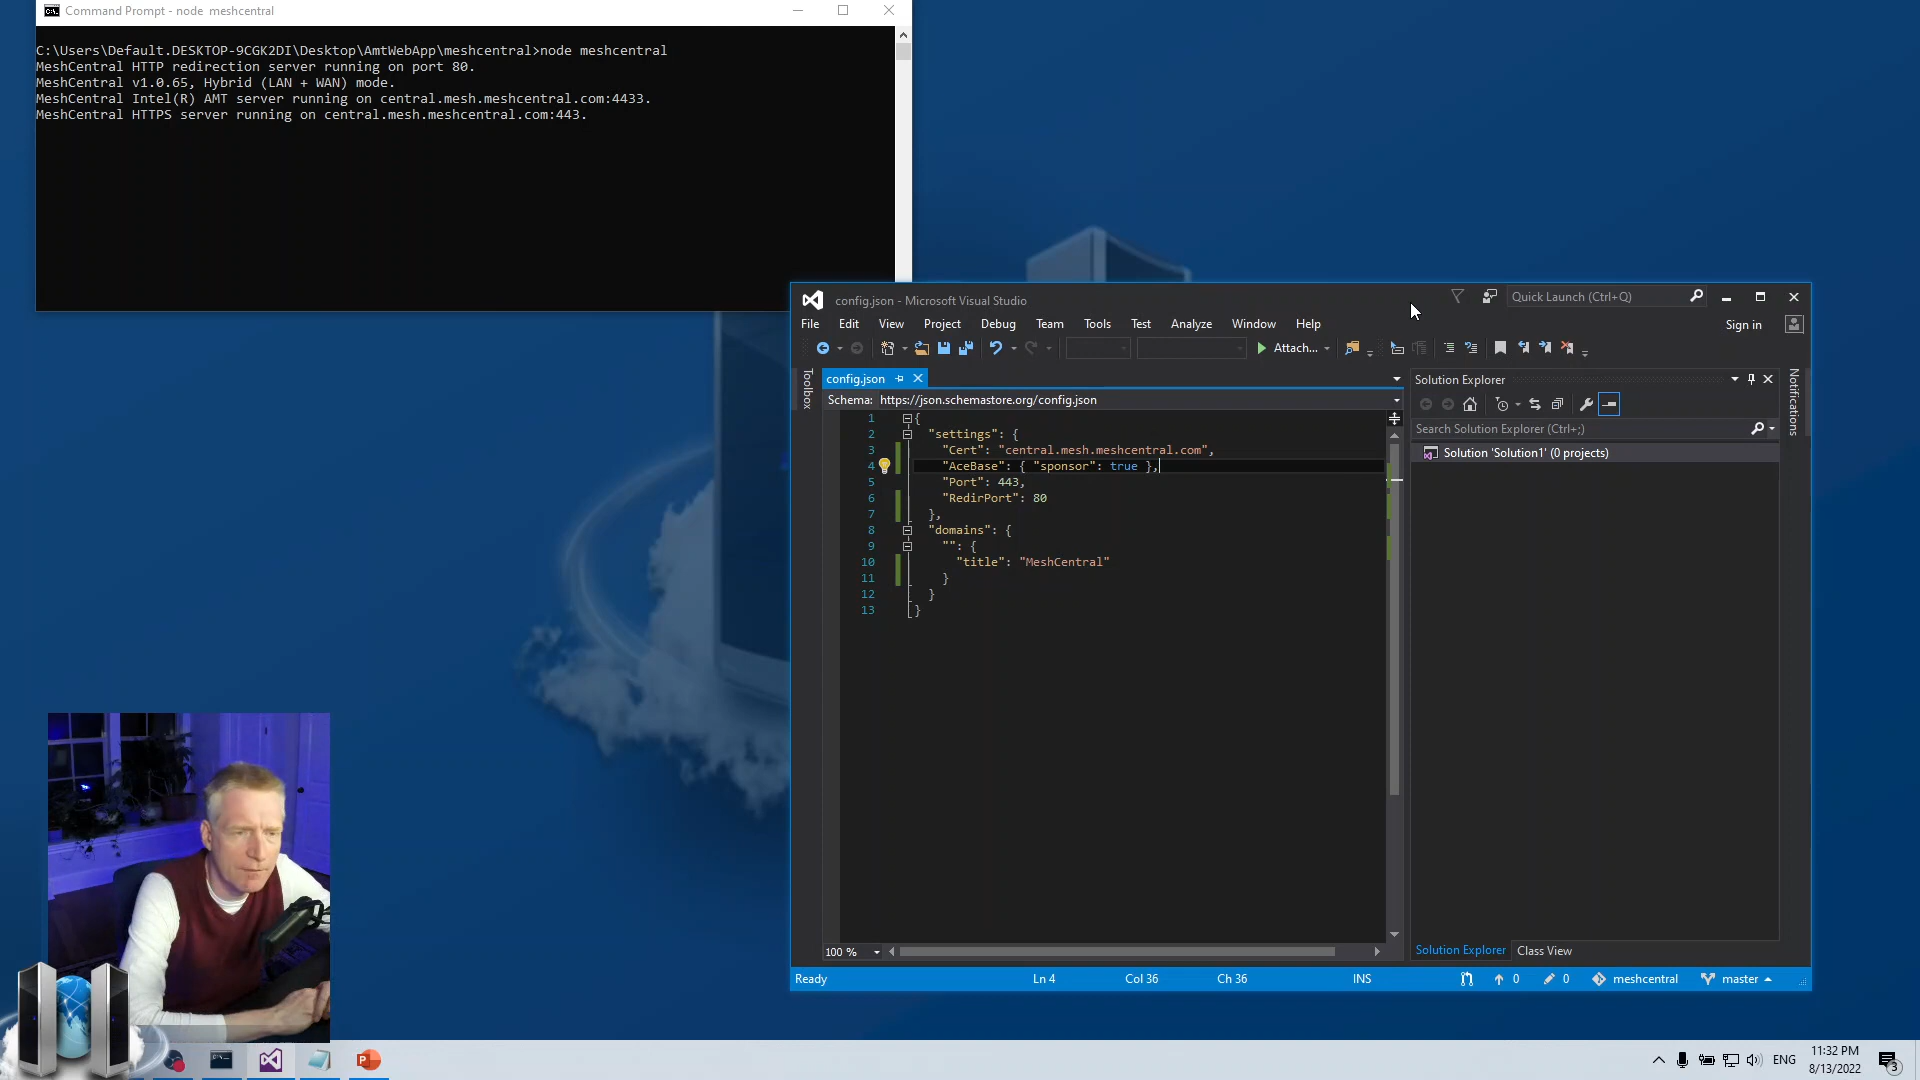 Command Prompt - node  meshcentral
C:\Users\Default.DESKTOP-9CGK2DI\Desktop\AmtWebApp\meshcentral>node meshcentral
MeshCentral HTTP redirection server running on port 80.
MeshCentral v1.0.65, Hybrid (LAN + WAN) mode.
MeshCentral Intel(R) AMT server running on central.mesh.meshcentral.com:4433.
MeshCentral HTTPS server running on central.mesh.meshcentral.com:443.
config.json - Microsoft Visual Studio
Quick Launch (Ctrl+Q)
File Edit View Project Debug Team Tools Test Analyze Window Help
Sign in
Attach...
Toolbox
config.json
Schema: https://json.schemastore.org/config.json
1 {
2 "settings": {
3 "Cert": "central.mesh.meshcentral.com",
4 "AceBase": { "sponsor": true },
5 "Port": 443,
6 "RedirPort": 80
7 },
8 "domains": {
9 "": {
10 "title": "MeshCentral"
11 }
12 }
13 }
100 %
Solution Explorer
Search Solution Explorer (Ctrl+;)
Solution 'Solution1' (0 projects)
Notifications
Solution Explorer Class View
Ready Ln 4 Col 36 Ch 36 INS 0 0 meshcentral master
ENG
11:32 PM
8/13/2022
3